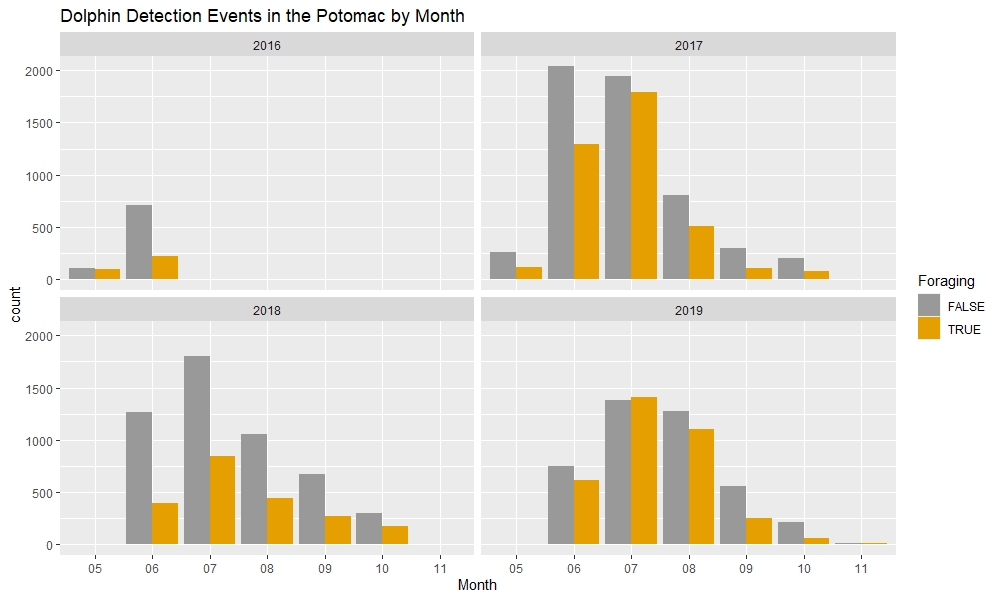 Dolphin Detection Events in the Potomac by Month
2016
2017
2000
1500
1000
500
0
count
2018
2019
2000
1500
1000
500
0
05 06 07 08 09 10 11
05 06 07 08 09 10 11
Month
Foraging
FALSE
TRUE